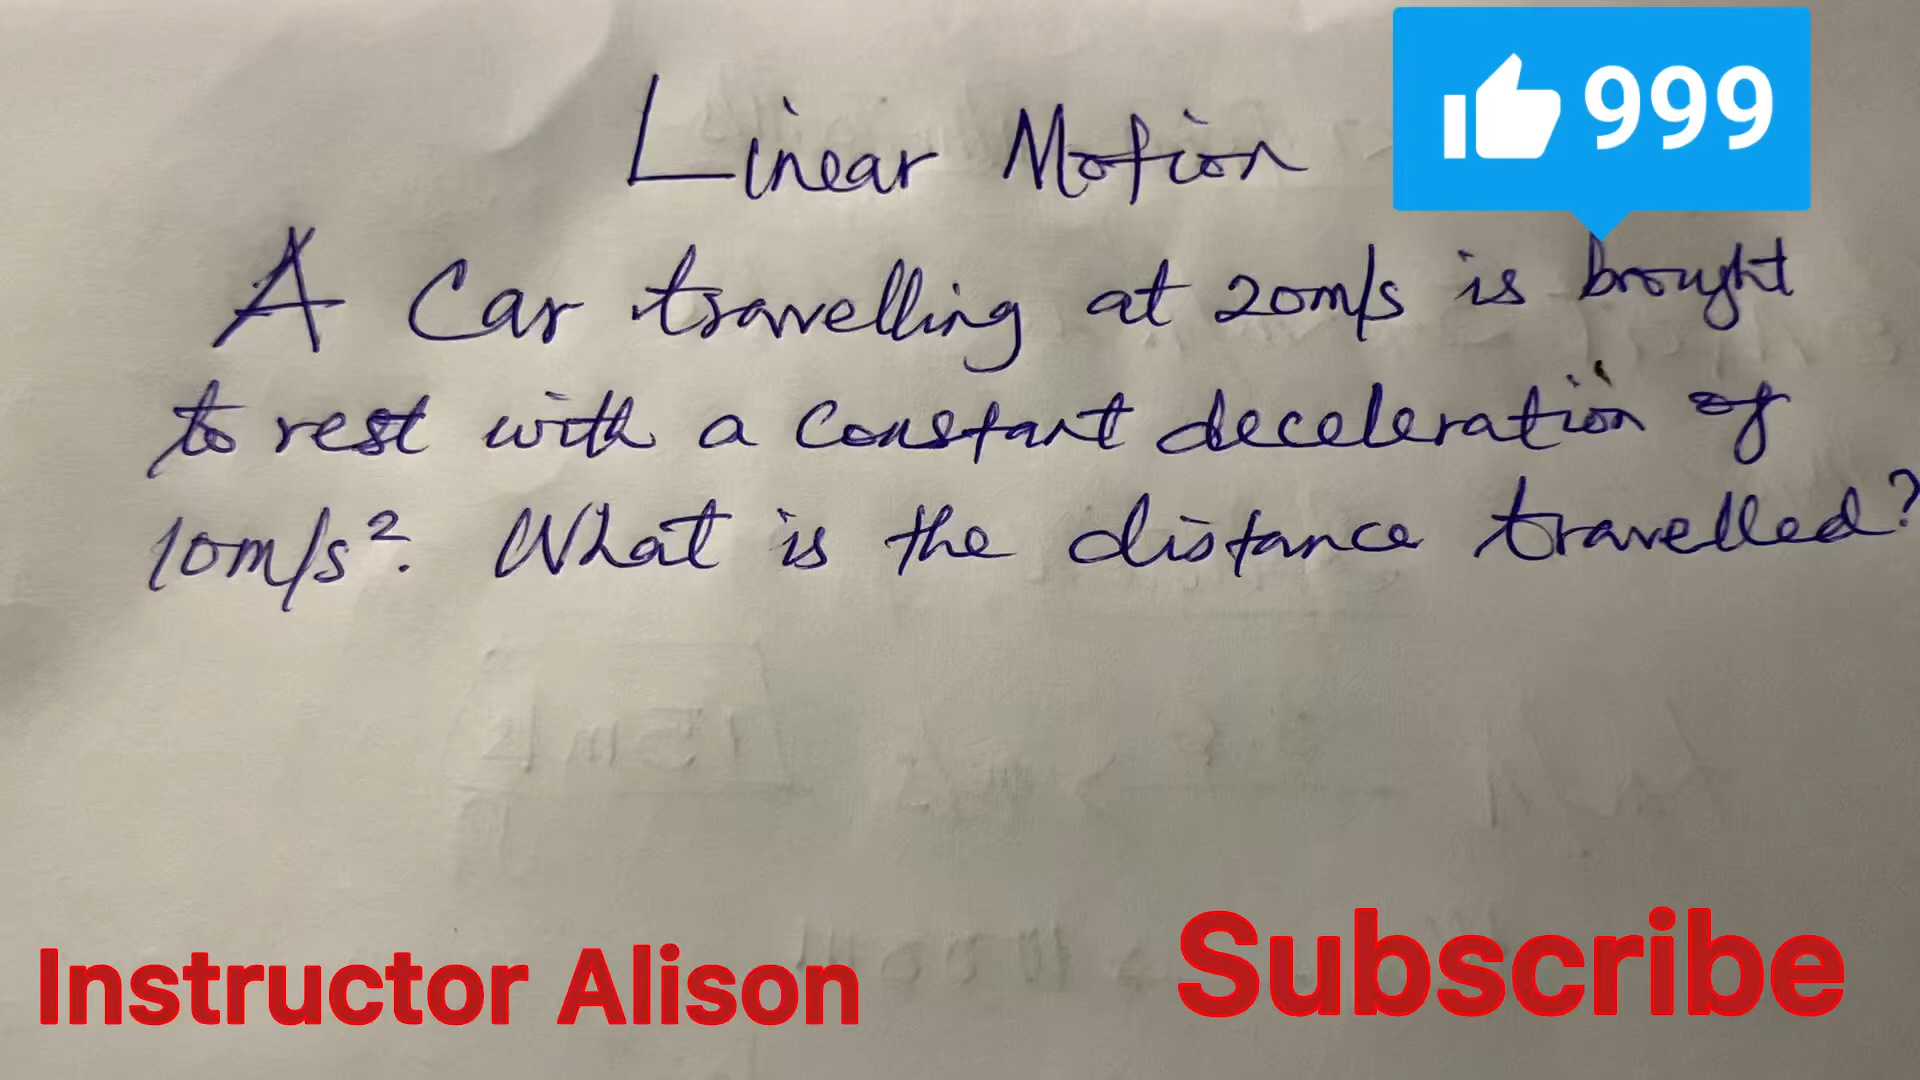 Linear Motion
999
A Car travelling at 20m/s is brought
to rest with a constant deceleration of
10m/s². What is the distance travelled?
Instructor Alison
Subscribe